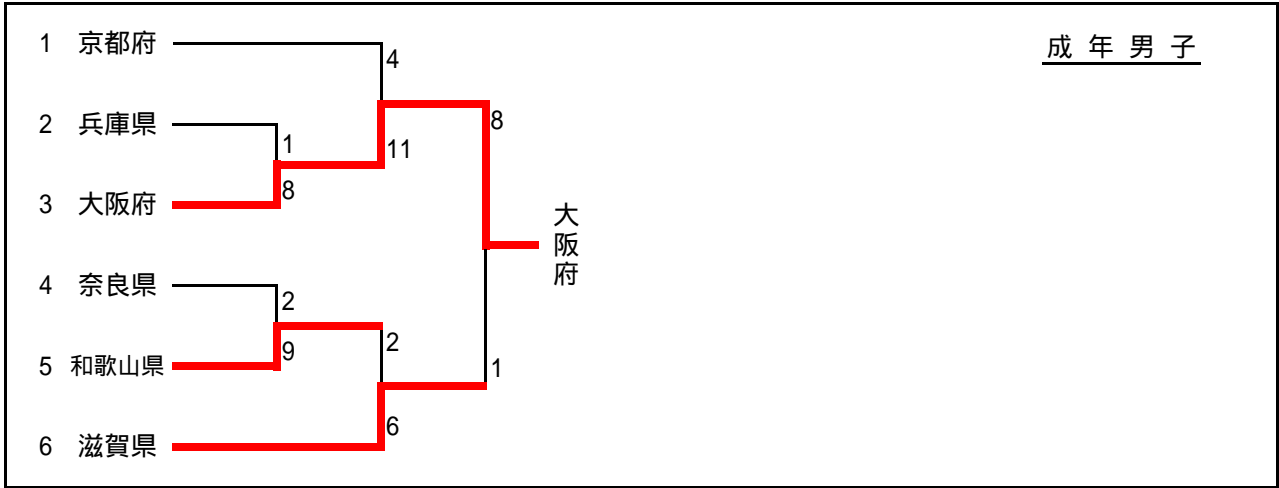 成年男子
1 京都府
4
2 兵庫県
8
1
11
8
3 大阪府
大阪府
4 奈良県
2
2
9
5 和歌山県
1
6
6 滋賀県